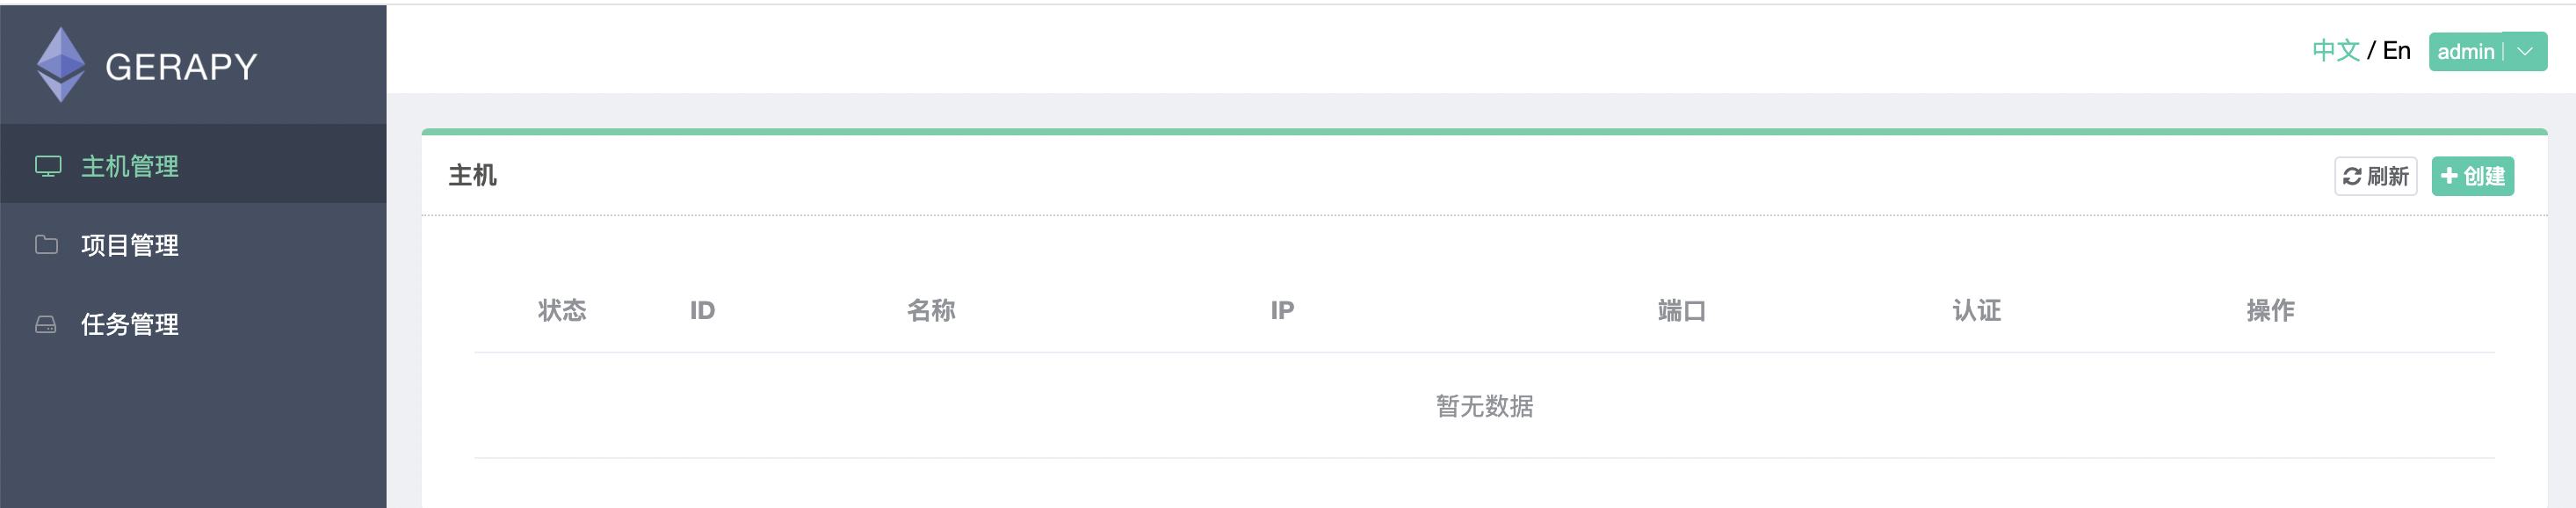 GERAPY
中文 / En admin
主机管理
项目管理
任务管理
主机
刷新 创建
状态 ID 名称 IP 端口 认证 操作
暂无数据